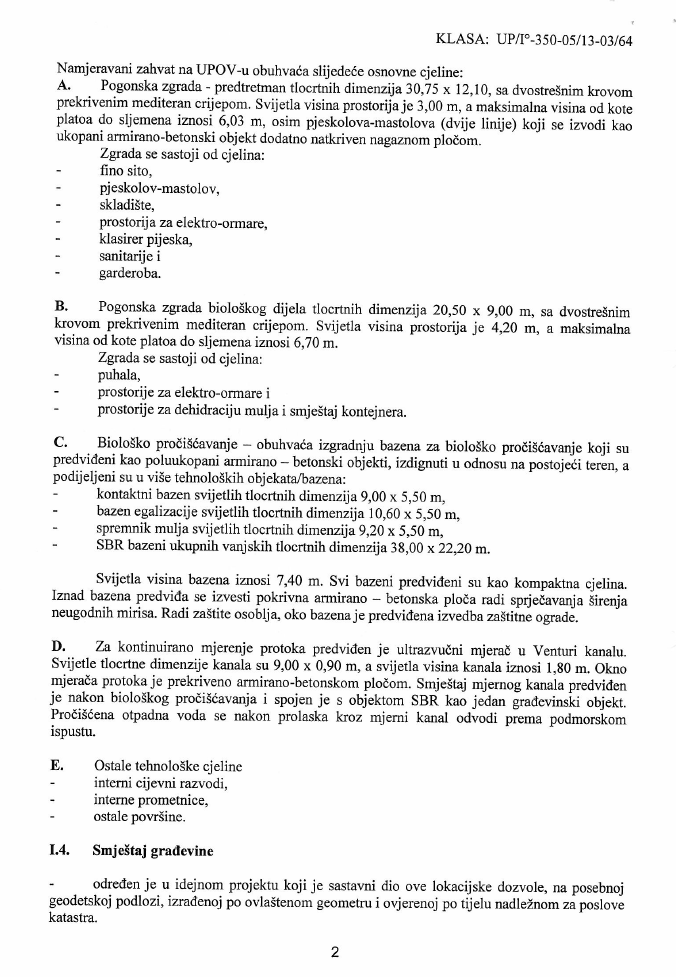 KLASA: UP/I°-350-05/13-03/64
Namjeravani zahvat na UPOV-u obuhvaća slijedeće osnovne cjeline:
A. Pogonska zgrada - predtretman tlocrtnih dimenzija 30,75 x 12,10, sa dvostrešnim krovom
prekrivenim mediteran crijepom. Svijetla visina prostorija je 3,00 m, a maksimalna visina od kote
platoa do sljemena iznosi 6,03 m, osim pjeskolova-mastolova (dvije linije) koji se izvodi kao
ukopani armirano-betonski objekt dodatno natkriven nagaznom pločom.
Zgrada se sastoji od cjelina:
- fino sito,
- pjeskolov-mastolov,
- skladište,
- prostorija za elektro-ormare,
- klasirer pijeska,
- sanitarije i
- garderoba.
B. Pogonska zgrada biološkog dijela tlocrtnih dimenzija 20,50 x 9,00 m, sa dvostrešnim
krovom prekrivenim mediteran crijepom. Svijetla visina prostorija je 4,20 m, a maksimalna
visina od kote platoa do sljemena iznosi 6,70 m.
Zgrada se sastoji od cjelina:
- puhala,
- prostorije za elektro-ormare i
- prostorije za dehidraciju mulja i smještaj kontejnera.
C. Biološko pročišćavanje – obuhvaća izgradnju bazena za biološko pročišćavanje koji su
predviđeni kao poluukopani armirano – betonski objekti, izdignuti u odnosu na postojeći teren, a
podijeljeni su u više tehnoloških objekata/bazena:
- kontaktni bazen svijetlih tlocrtnih dimenzija 9,00 x 5,50 m,
- bazen egalizacije svijetlih tlocrtnih dimenzija 10,60 x 5,50 m,
- spremnik mulja svijetlih tlocrtnih dimenzija 9,20 x 5,50 m,
- SBR bazeni ukupnih vanjskih tlocrtnih dimenzija 38,00 x 22,20 m.
Svijetla visina bazena iznosi 7,40 m. Svi bazeni predviđeni su kao kompaktna cjelina.
Iznad bazena predviđa se izvesti pokrivna armirano – betonska ploča radi sprječavanja širenja
neugodnih mirisa. Radi zaštite osoblja, oko bazena je predviđena izvedba zaštitne ograde.
D. Za kontinuirano mjerenje protoka predviđen je ultrazvučni mjerač u Venturi kanalu.
Svijetle tlocrtne dimenzije kanala su 9,00 x 0,90 m, a svijetla visina kanala iznosi 1,80 m. Okno
mjerača protoka je prekriveno armirano-betonskom pločom. Smještaj mjernog kanala predviđen
je nakon biološkog pročišćavanja i spojen je s objektom SBR kao jedan građevinski objekt.
Pročišćena otpadna voda se nakon prolaska kroz mjerni kanal odvodi prema podmorskom
ispustu.
E. Ostale tehnološke cjeline
- interni cijevni razvodi,
- interne prometnice,
- ostale površine.
I.4. Smještaj građevine
- određen je u idejnom projektu koji je sastavni dio ove lokacijske dozvole, na posebnoj
geodetskoj podlozi, izrađenoj po ovlaštenom geometru i ovjerenoj po tijelu nadležnom za poslove
katastra.
2